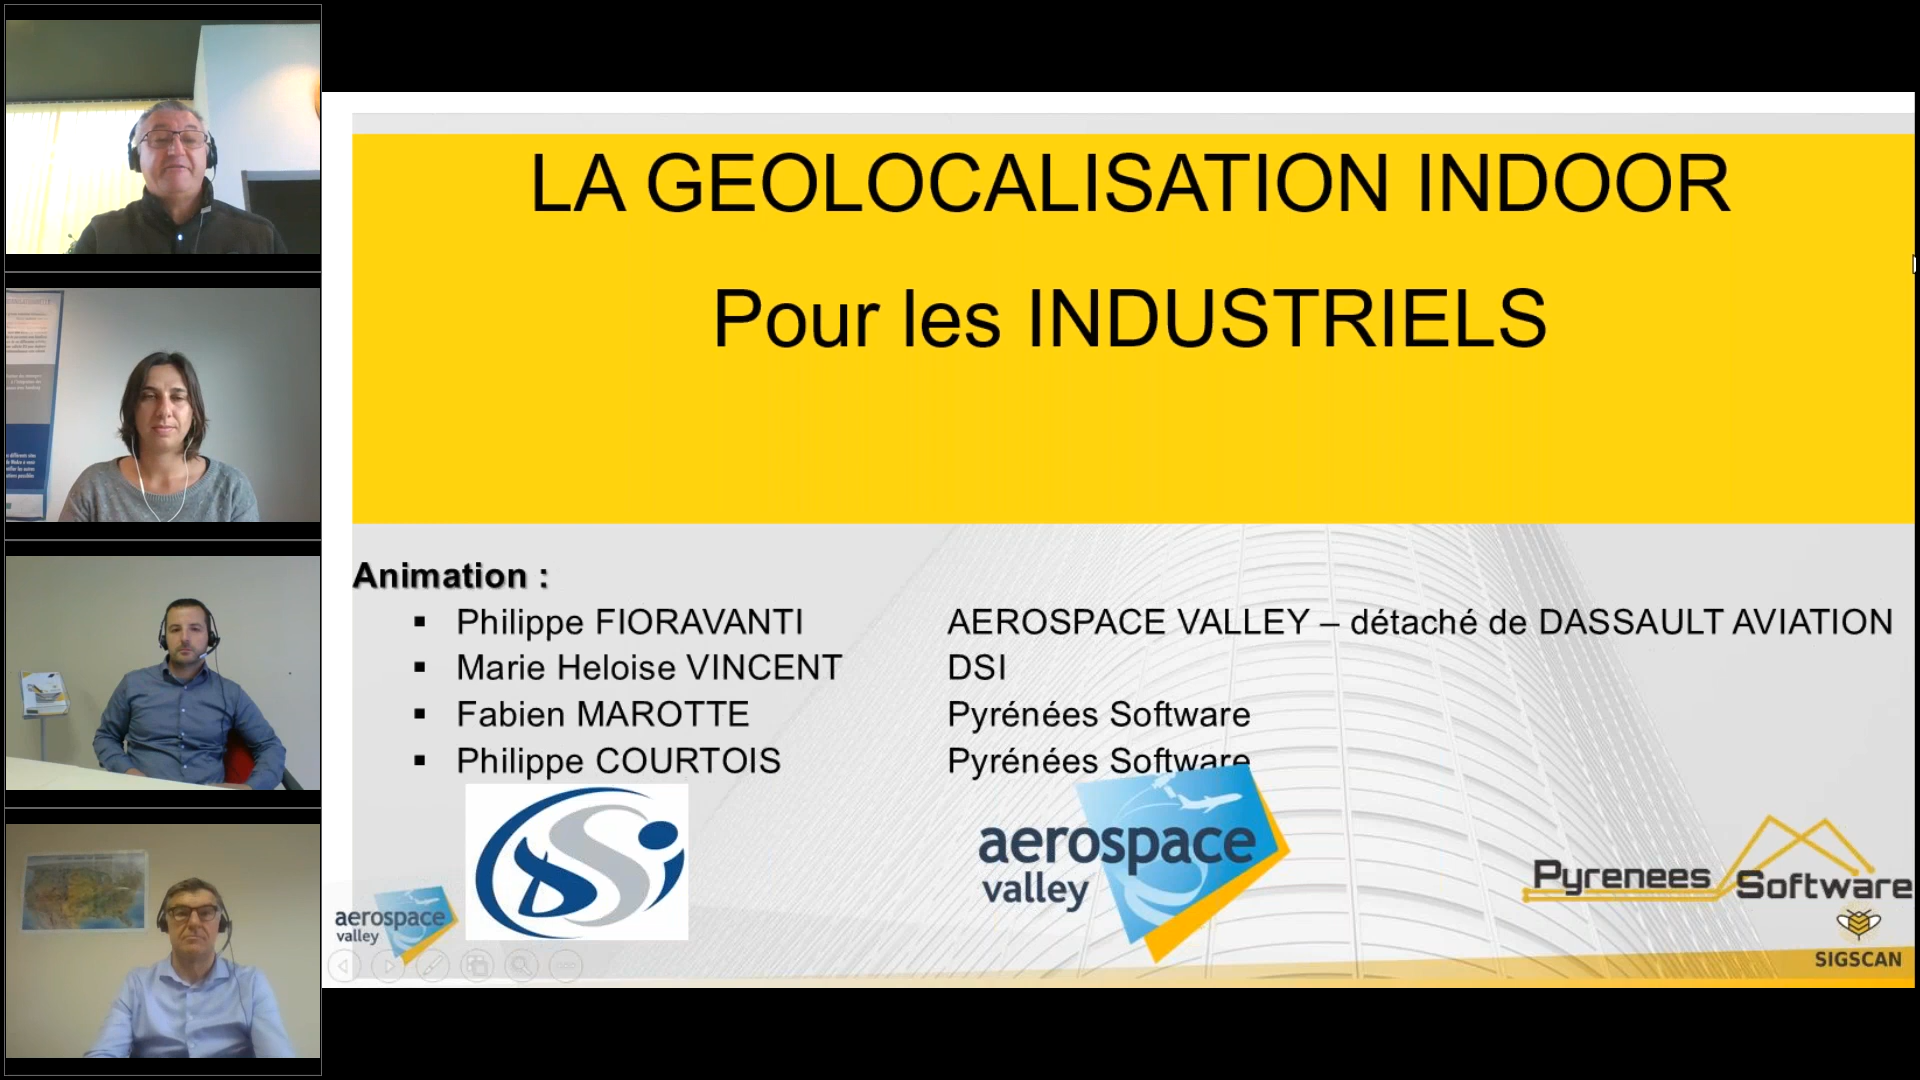 LA GEOLOCALISATION INDOOR
Pour les INDUSTRIELS
Animation :
▪ Philippe FIORAVANTI AEROSPACE VALLEY – détaché de DASSAULT AVIATION
▪ Marie Heloise VINCENT DSI
▪ Fabien MAROTTE Pyrénées Software
▪ Philippe COURTOIS Pyrénées Software
DSi
aerospace
valley
aerospace
valley
Pyrenees Software
SIGSCAN